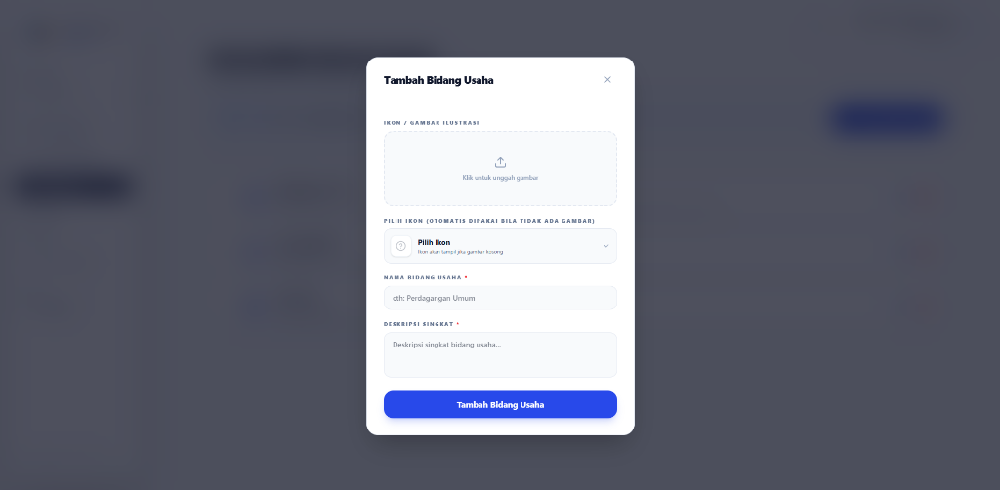 Tambah Bidang Usaha
IKON / GAMBAR ILUSTRASI
Klik untuk unggah gambar
PILIH IKON (OTOMATIS DIPAKAI BILA TIDAK ADA GAMBAR)
Pilih Ikon
Ikon akan tampil jika gambar kosong
NAMA BIDANG USAHA *
cth: Perdagangan Umum
DESKRIPSI SINGKAT *
Deskripsi singkat bidang usaha...
Tambah Bidang Usaha